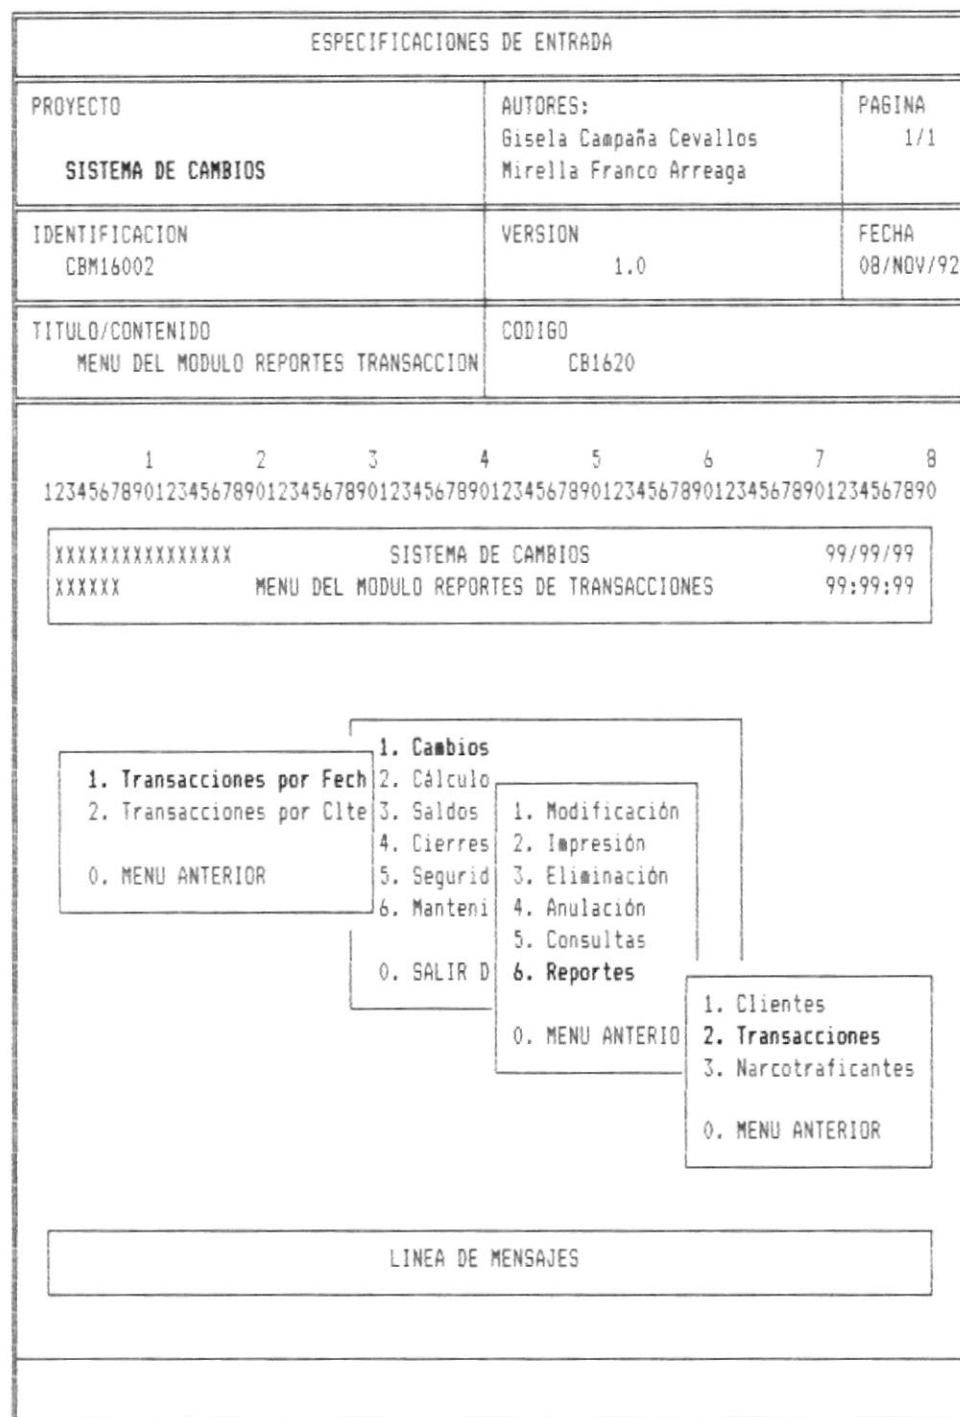 ESPECIFICACIONES DE ENTRADA
PROYECTO
SISTEMA DE CAMBIOS
AUTORES:
Gisela Campaña Cevallos
Mirella Franco Arreaga
PAGINA
1/1
IDENTIFICACION
CBM16002
VERSION
1.0
FECHA
08/NOV/92
TITULO/CONTENIDO
MENU DEL MODULO REPORTES TRANSACCION
CODIGO
CB1620
1 2 3 4 5 6 7 8
12345678901234567890123456789012345678901234567890123456789012345678901234567890
XXXXXXXXXXXXXXXX SISTEMA DE CAMBIOS 99/99/99
XXXXXX MENU DEL MODULO REPORTES DE TRANSACCIONES 99:99:99
1. Transacciones por Fech
2. Transacciones por Clte
0. MENU ANTERIOR
1. Cambios
2. Cálculo
3. Saldos
4. Cierres
5. Segurid
6. Manteni
0. SALIR D
1. Modificación
2. Impresión
3. Eliminación
4. Anulación
5. Consultas
6. Reportes
0. MENU ANTERIO
1. Clientes
2. Transacciones
3. Narcotraficantes
0. MENU ANTERIOR
LINEA DE MENSAJES